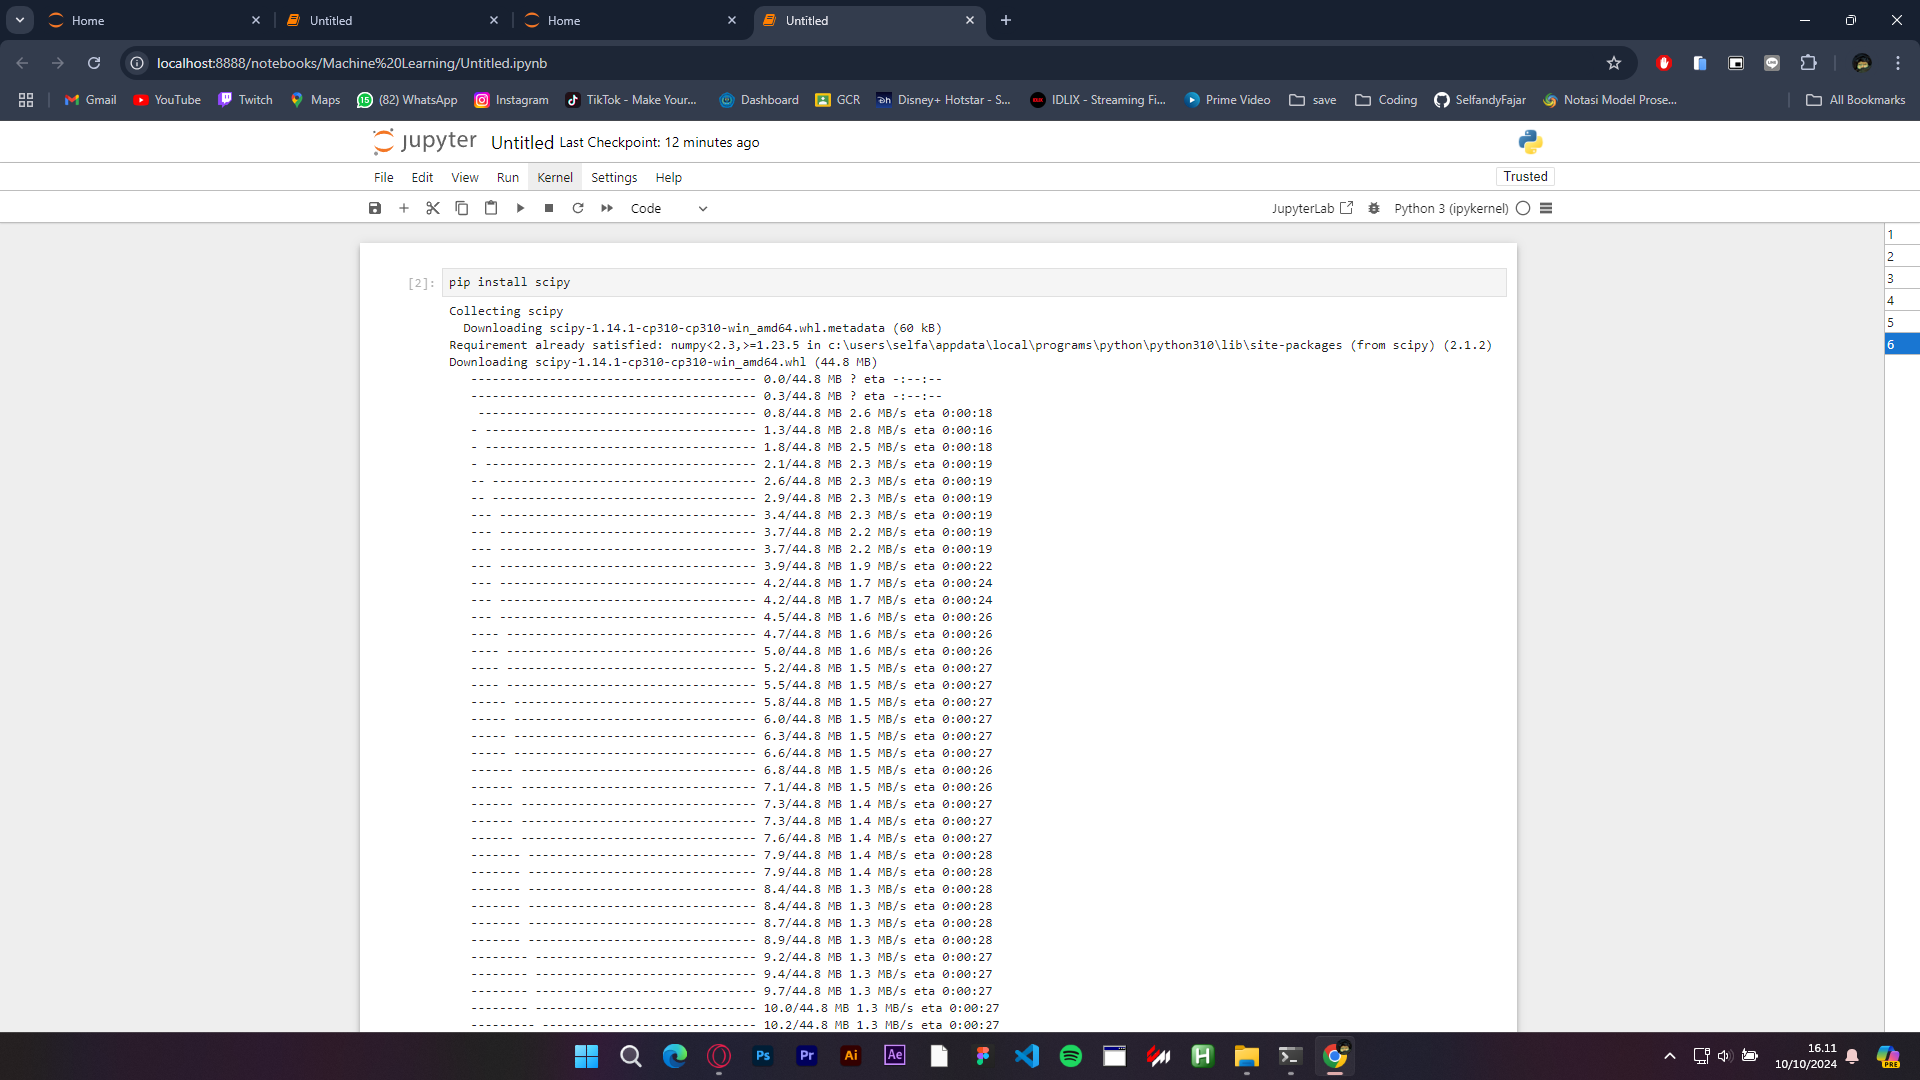 Home
Untitled
Home
Untitled
localhost:8888/notebooks/Machine%20Learning/Untitled.ipynb
Gmail
YouTube
Twitch
Maps
15
(82) WhatsApp
Instagram
TikTok - Make Your...
Dashboard
GCR
Disney+ Hotstar - S...
IDLIX - Streaming Fi...
Prime Video
save
Coding
SelfandyFajar
Notasi Model Prose...
All Bookmarks
jupyter Untitled Last Checkpoint: 12 minutes ago
File Edit View Run Kernel Settings Help
Trusted
Code
JupyterLab
Python 3 (ipykernel)
1
2
3
4
5
6
[2]: pip install scipy
Collecting scipy
Downloading scipy-1.14.1-cp310-cp310-win_amd64.whl.metadata (60 kB)
Requirement already satisfied: numpy<2.3,>=1.23.5 in c:\users\selfa\appdata\local\programs\python\python310\lib\site-packages (from scipy) (2.1.2)
Downloading scipy-1.14.1-cp310-cp310-win_amd64.whl (44.8 MB)
---------------------------------------- 0.0/44.8 MB ? eta -:--:--
---------------------------------------- 0.3/44.8 MB ? eta -:--:--
--------------------------------------- 0.8/44.8 MB 2.6 MB/s eta 0:00:18
- -------------------------------------- 1.3/44.8 MB 2.8 MB/s eta 0:00:16
- -------------------------------------- 1.8/44.8 MB 2.5 MB/s eta 0:00:18
- -------------------------------------- 2.1/44.8 MB 2.3 MB/s eta 0:00:19
-- ------------------------------------- 2.6/44.8 MB 2.3 MB/s eta 0:00:19
-- ------------------------------------- 2.9/44.8 MB 2.3 MB/s eta 0:00:19
--- ------------------------------------ 3.4/44.8 MB 2.3 MB/s eta 0:00:19
--- ------------------------------------ 3.7/44.8 MB 2.2 MB/s eta 0:00:19
--- ------------------------------------ 3.7/44.8 MB 2.2 MB/s eta 0:00:19
--- ------------------------------------ 3.9/44.8 MB 1.9 MB/s eta 0:00:22
--- ------------------------------------ 4.2/44.8 MB 1.7 MB/s eta 0:00:24
--- ------------------------------------ 4.2/44.8 MB 1.7 MB/s eta 0:00:24
--- ------------------------------------ 4.5/44.8 MB 1.6 MB/s eta 0:00:26
---- ----------------------------------- 4.7/44.8 MB 1.6 MB/s eta 0:00:26
---- ----------------------------------- 5.0/44.8 MB 1.6 MB/s eta 0:00:26
---- ----------------------------------- 5.2/44.8 MB 1.5 MB/s eta 0:00:27
---- ----------------------------------- 5.5/44.8 MB 1.5 MB/s eta 0:00:27
----- ---------------------------------- 5.8/44.8 MB 1.5 MB/s eta 0:00:27
----- ---------------------------------- 6.0/44.8 MB 1.5 MB/s eta 0:00:27
----- ---------------------------------- 6.3/44.8 MB 1.5 MB/s eta 0:00:27
----- ---------------------------------- 6.6/44.8 MB 1.5 MB/s eta 0:00:27
------ --------------------------------- 6.8/44.8 MB 1.5 MB/s eta 0:00:26
------ --------------------------------- 7.1/44.8 MB 1.5 MB/s eta 0:00:26
------ --------------------------------- 7.3/44.8 MB 1.4 MB/s eta 0:00:27
------ --------------------------------- 7.3/44.8 MB 1.4 MB/s eta 0:00:27
------ --------------------------------- 7.6/44.8 MB 1.4 MB/s eta 0:00:27
------- -------------------------------- 7.9/44.8 MB 1.4 MB/s eta 0:00:28
------- -------------------------------- 7.9/44.8 MB 1.4 MB/s eta 0:00:28
------- -------------------------------- 8.4/44.8 MB 1.3 MB/s eta 0:00:28
------- -------------------------------- 8.4/44.8 MB 1.3 MB/s eta 0:00:28
------- -------------------------------- 8.7/44.8 MB 1.3 MB/s eta 0:00:28
------- -------------------------------- 8.9/44.8 MB 1.3 MB/s eta 0:00:28
-------- ------------------------------- 9.2/44.8 MB 1.3 MB/s eta 0:00:27
-------- ------------------------------- 9.4/44.8 MB 1.3 MB/s eta 0:00:27
-------- ------------------------------- 9.7/44.8 MB 1.3 MB/s eta 0:00:27
-------- ------------------------------- 10.0/44.8 MB 1.3 MB/s eta 0:00:27
--------- ------------------------------ 10.2/44.8 MB 1.3 MB/s eta 0:00:27
Ps
Pr
Ai
Ae
H
16.11
10/10/2024
PRE